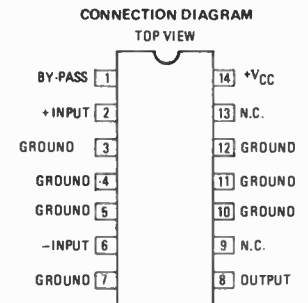 CONNECTION DIAGRAM
TOP VIEW
BY-PASS 1 14 +VCC
+INPUT 2 13 N.C.
GROUND 3 12 GROUND
GROUND 4 11 GROUND
GROUND 5 10 GROUND
-INPUT 6 9 N.C.
GROUND 7 8 OUTPUT